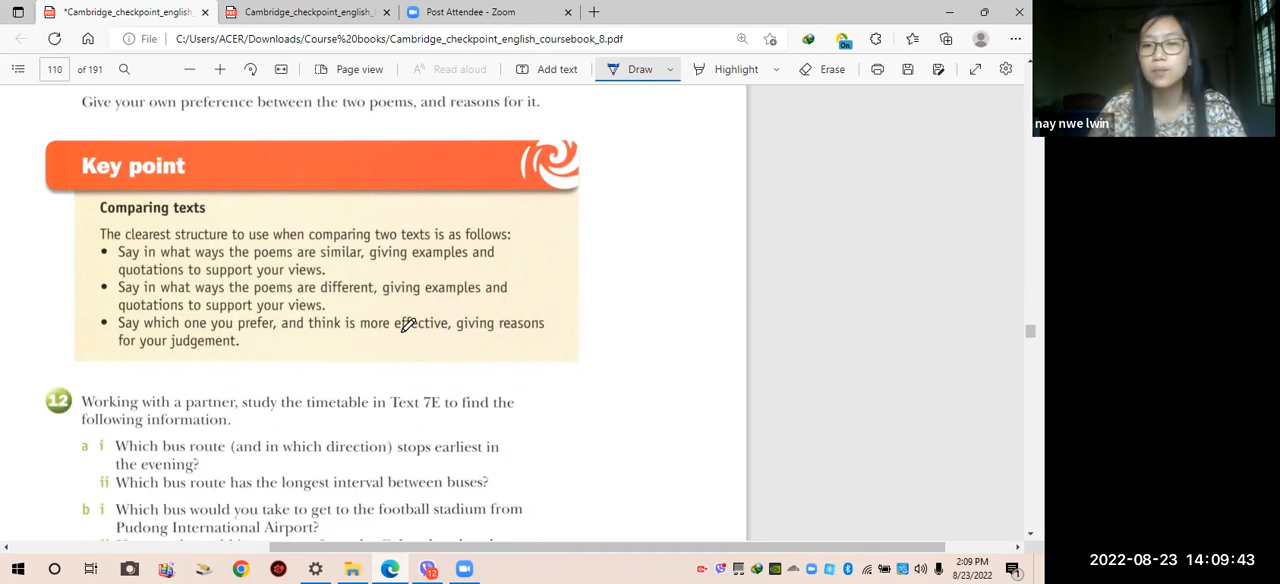 *Cambridge_checkpoint_english_
Cambridge_checkpoint_english_
Post Attendee - Zoom
File
C:/Users/ACER/Downloads/Course%20books/Cambridge_checkpoint_english_coursebook_8.pdf
On
110 of 191
Page view
Read aloud
Add text
Draw
Highlight
Erase
nay nwe lwin
Give your own preference between the two poems, and reasons for it.
Key point
Comparing texts
The clearest structure to use when comparing two texts is as follows:
• Say in what ways the poems are similar, giving examples and
quotations to support your views.
• Say in what ways the poems are different, giving examples and
quotations to support your views.
• Say which one you prefer, and think is more effective, giving reasons
for your judgement.
12 Working with a partner, study the timetable in Text 7E to find the
following information.
a i Which bus route (and in which direction) stops earliest in
the evening?
ii Which bus route has the longest interval between buses?
b i Which bus would you take to get to the football stadium from
Pudong International Airport?
12
2:09 PM
8/23/2022
1
2022-08-23 14:09:43